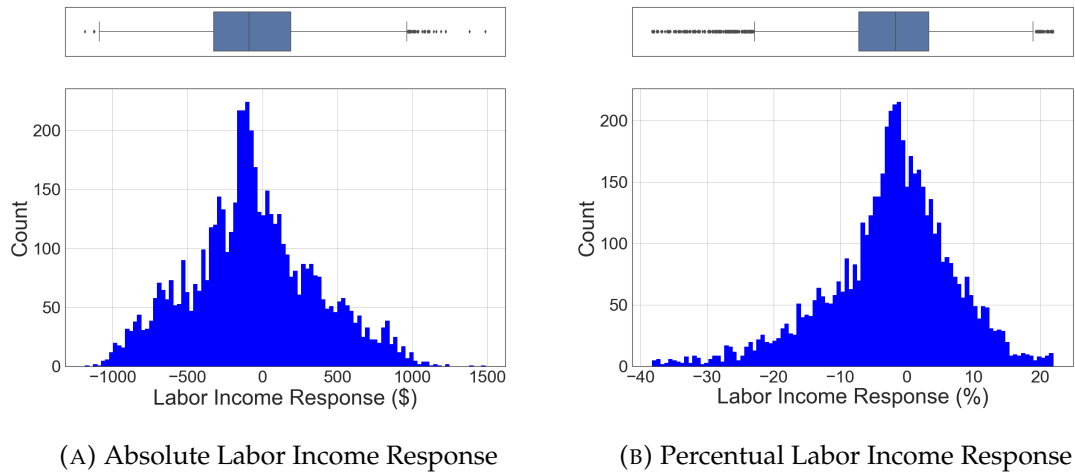 200
150
100
50
0
Count
−1000 −500 0 500 1000 1500
Labor Income Response ($)
(A) Absolute Labor Income Response
200
150
100
50
0
Count
−40 −30 −20 −10 0 10 20
Labor Income Response (%)
(B) Percentual Labor Income Response